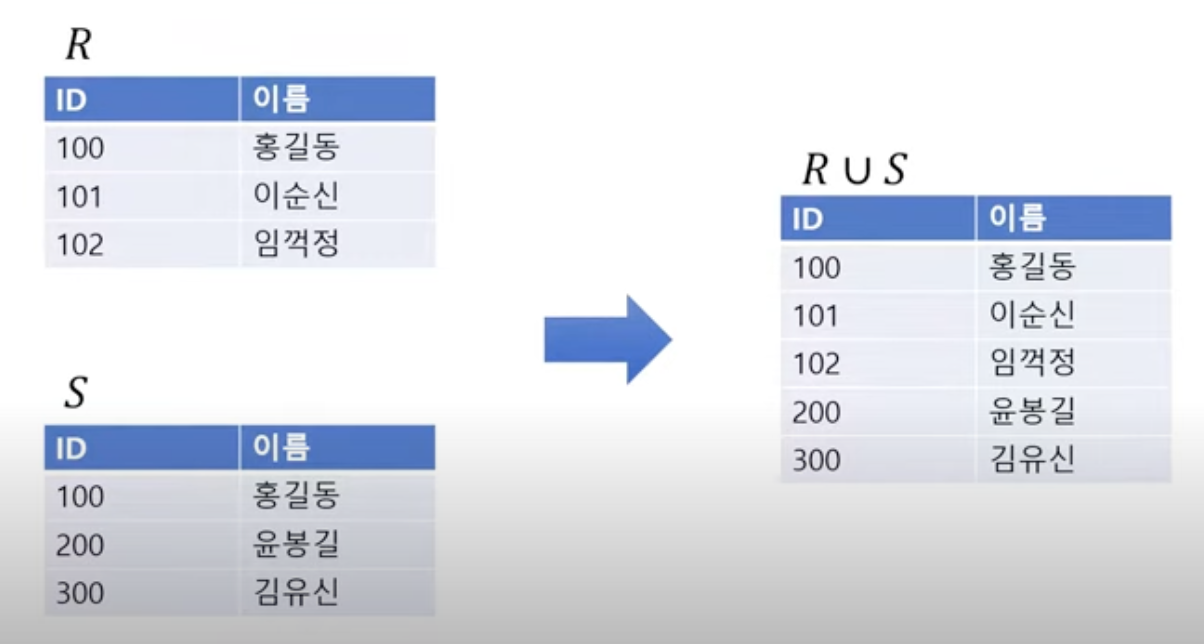 R
ID 이름
100 홍길동
101 이순신
102 임꺽정
S
ID 이름
100 홍길동
200 윤봉길
300 김유신
R ∪ S
ID 이름
100 홍길동
101 이순신
102 임꺽정
200 윤봉길
300 김유신